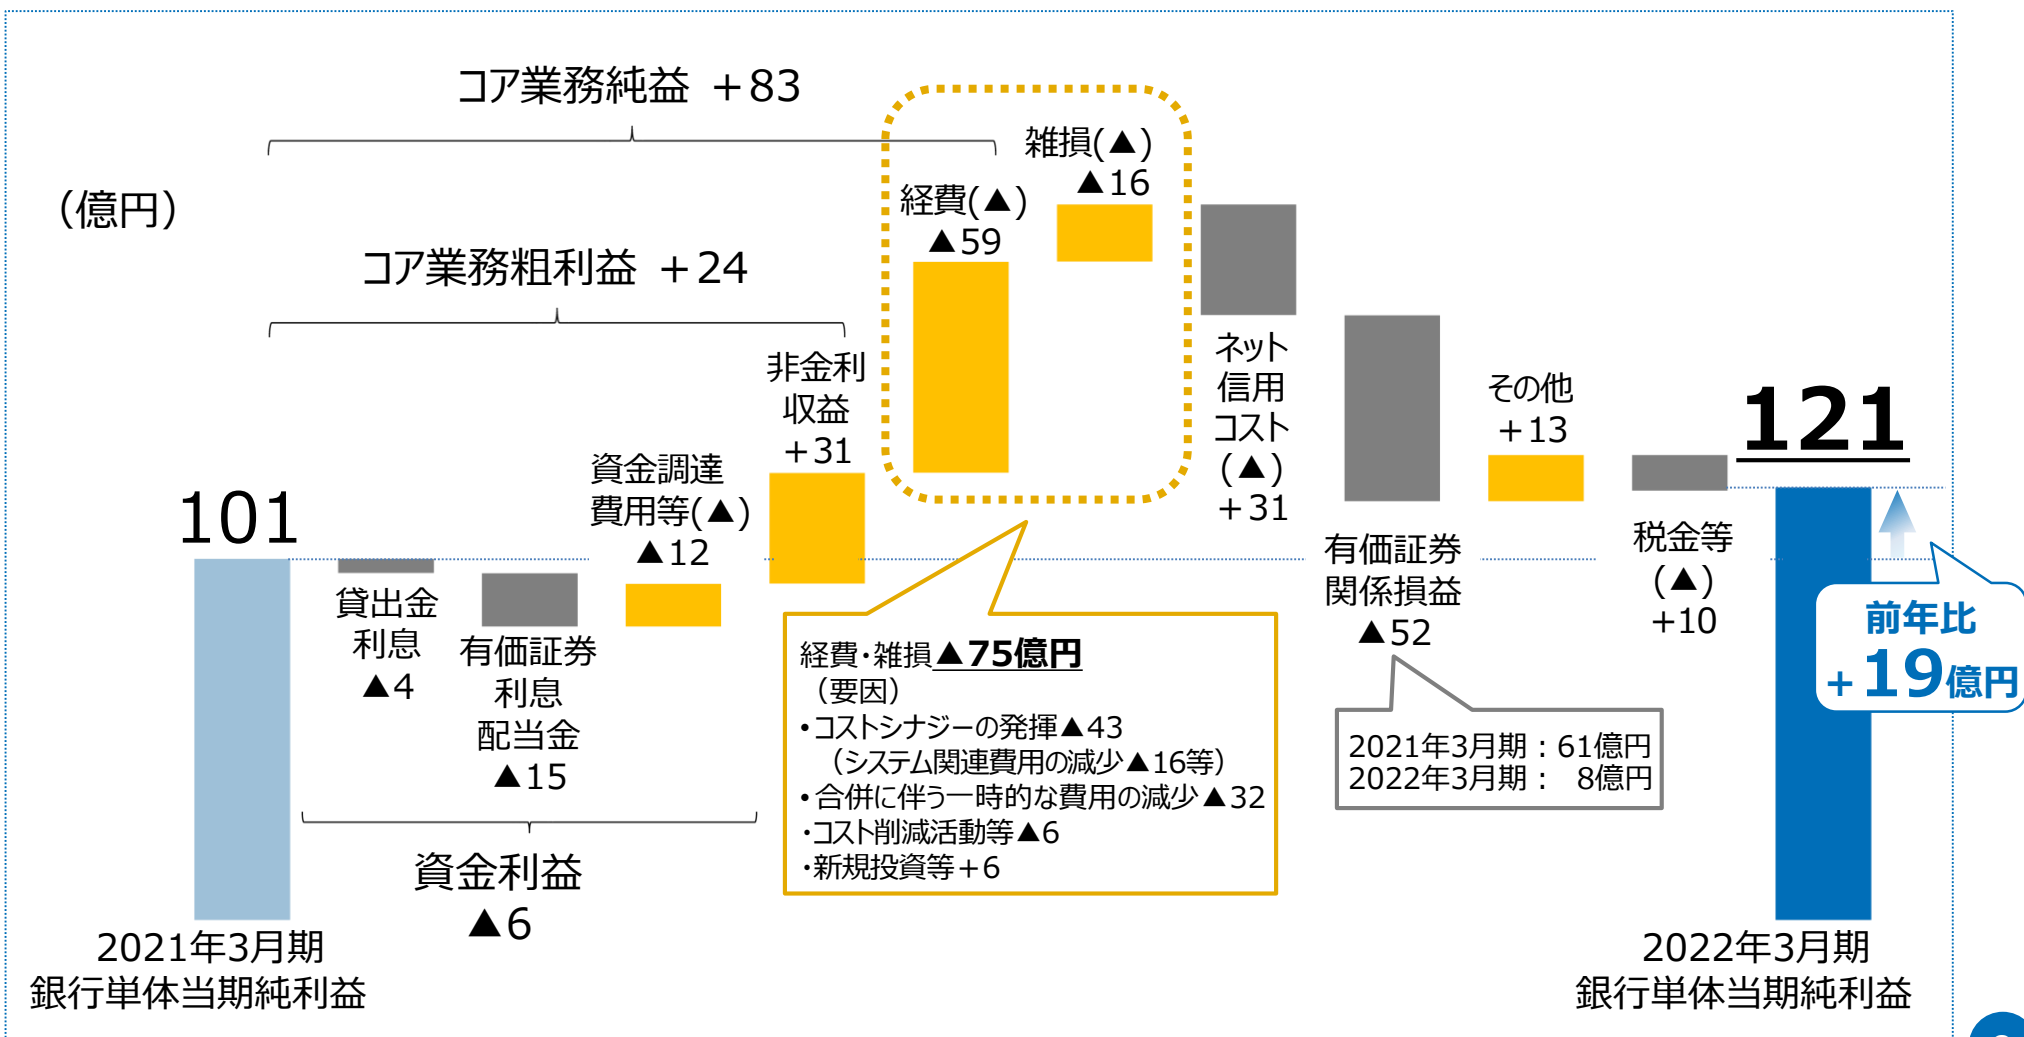 コア業務純益 +83
（億円）
コア業務粗利益 +24
101
貸出金
利息
▲4
有価証券
利息
配当金
▲15
資金調達
費用等(▲)
▲12
資金利益
▲6
非金利
収益
+31
経費(▲)
▲59
雑損(▲)
▲16
経費・雑損▲75億円
（要因）
•コストシナジーの発揮▲43
（システム関連費用の減少▲16等）
•合併に伴う一時的な費用の減少▲32
・コスト削減活動等▲6
・新規投資等+6
ネット
信用
コスト
(▲)
+31
有価証券
関係損益
▲52
2021年3月期：61億円
2022年3月期： 8億円
その他
+13
税金等
(▲)
+10
121
前年比
+19億円
2021年3月期
銀行単体当期純利益
2022年3月期
銀行単体当期純利益